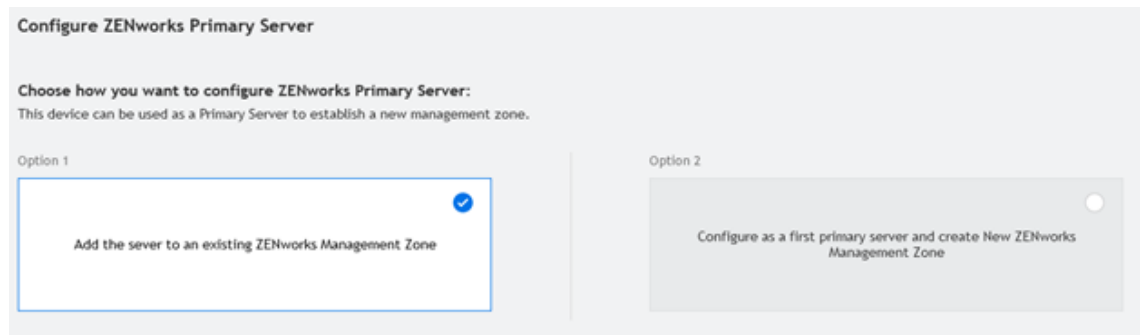 Configure ZENworks Primary Server
Choose how you want to configure ZENworks Primary Server:
This device can be used as a Primary Server to establish a new management zone.
Option 1
Add the sever to an existing ZENworks Management Zone
Option 2
Configure as a first primary server and create New ZENworks
Management Zone